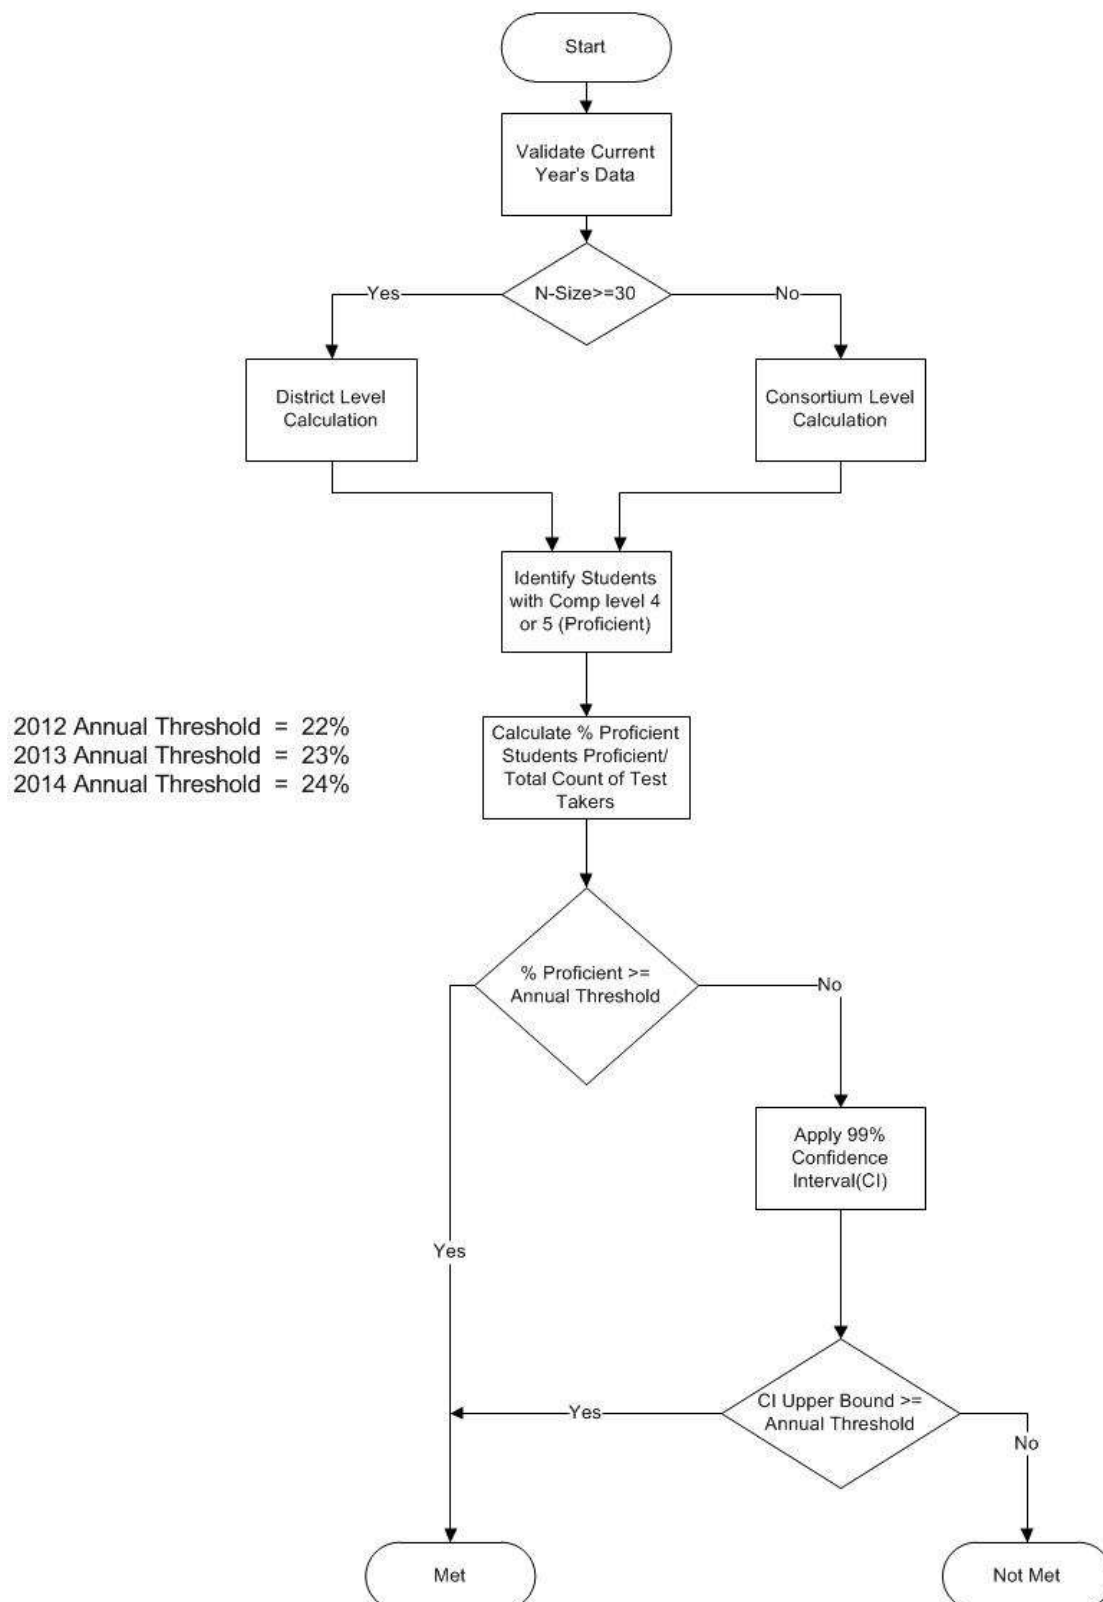 Start
Validate Current
Year's Data
N-Size>=30
Yes
No
District Level
Calculation
Consortium Level
Calculation
Identify Students
with Comp level 4
or 5 (Proficient)
2012 Annual Threshold = 22%
2013 Annual Threshold = 23%
2014 Annual Threshold = 24%
Calculate % Proficient
Students Proficient/
Total Count of Test
Takers
% Proficient >=
Annual Threshold
No
Apply 99%
Confidence
Interval(CI)
Yes
CI Upper Bound >=
Annual Threshold
Yes
No
Met
Not Met